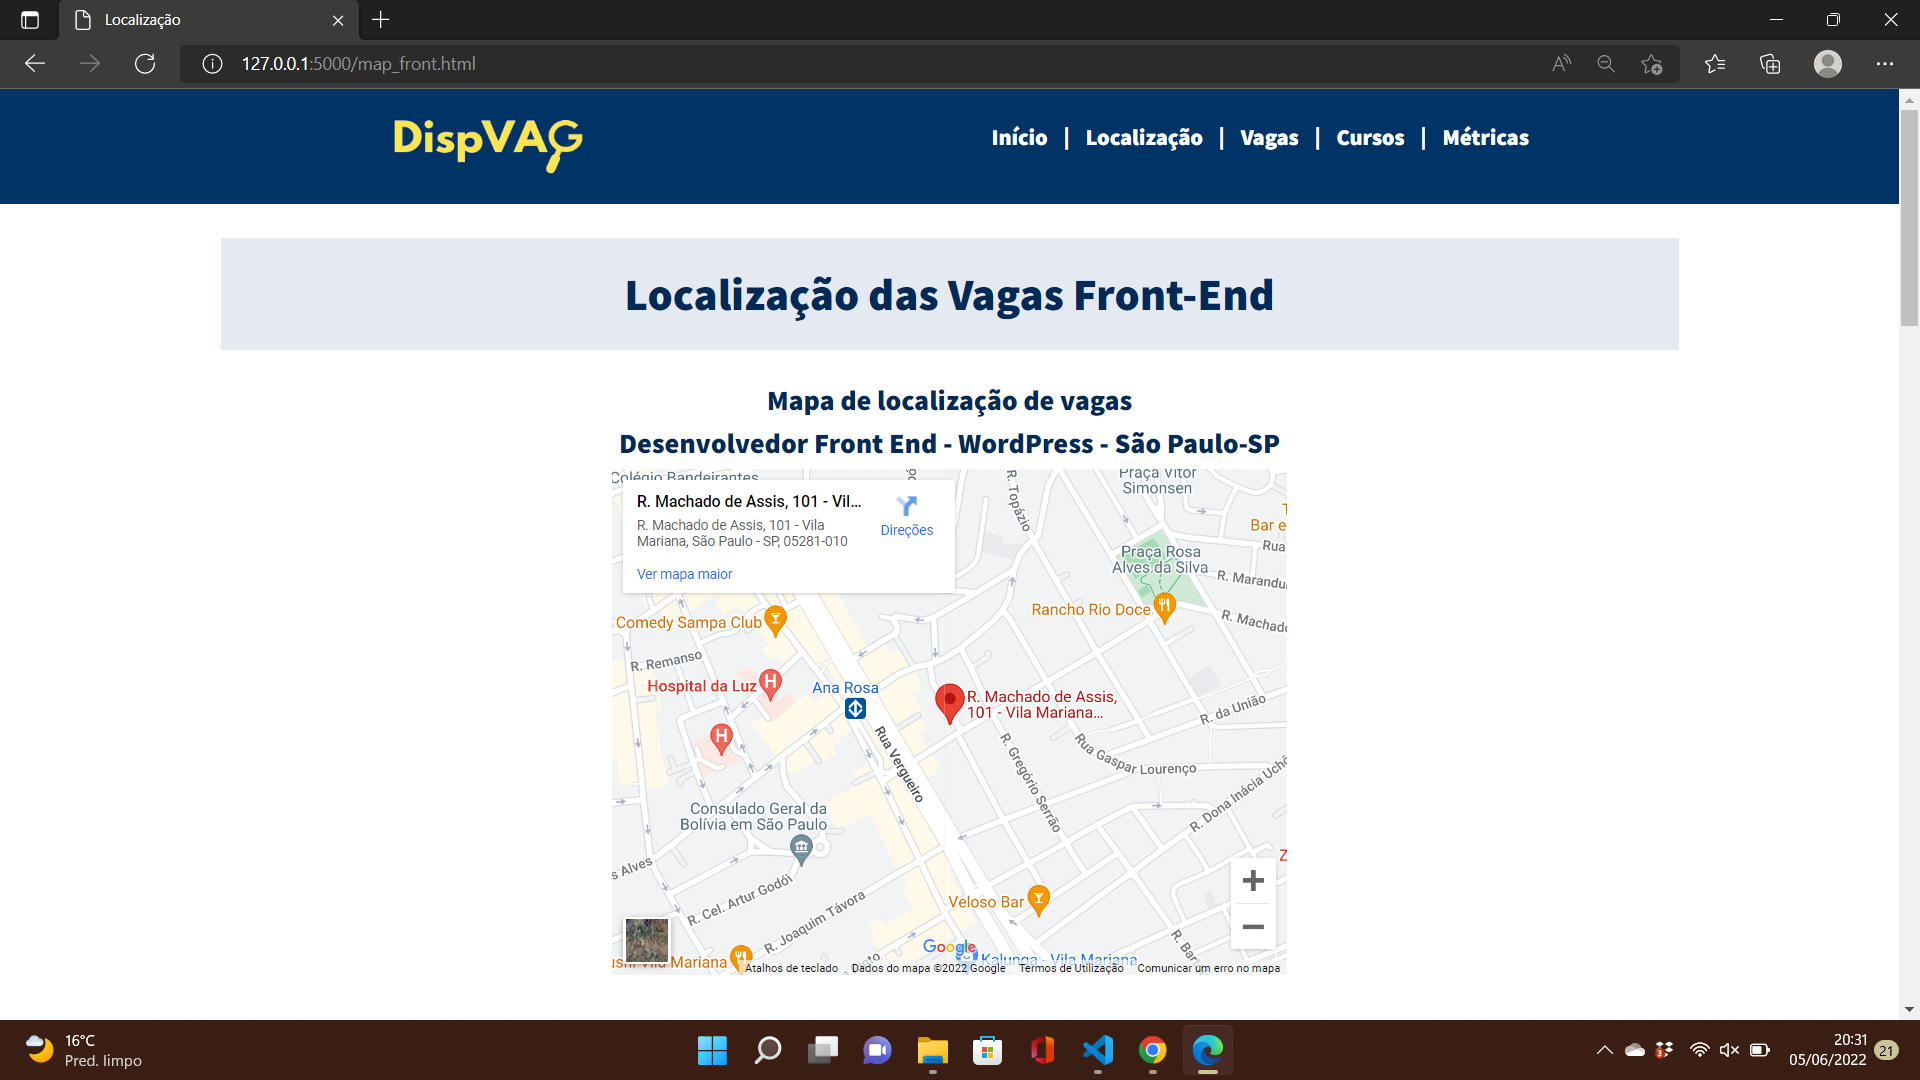 Localização
127.0.0.1:5000/map_front.html
DispVAG
Início | Localização | Vagas | Cursos | Métricas
Localização das Vagas Front-End
Mapa de localização de vagas
Desenvolvedor Front End - WordPress - São Paulo-SP
Colégio Bandeirantes
R. Machado de Assis, 101 - Vil...
R. Machado de Assis, 101 - Vila
Mariana, São Paulo - SP, 05281-010
Direções
Ver mapa maior
R. Topázio
Praça Vitor
Simonsen
Bar e
Rua
Praça Rosa
Alves da Silva
R. Marandu
R. Machado
Rancho Rio Doce
Comedy Sampa Club
R. Remanso
Hospital da Luz
H
H
Ana Rosa
R. Machado de Assis,
101 - Vila Mariana...
R. da União
Rua Vergueiro
R. Gregório Serrão
Rua Gaspar Lourenço
R. Dona Inácia Uchô
Consulado Geral da
Bolívia em São Paulo
s Alves
R. Cel. Artur Godói
R. Joaquim Távora
Veloso Bar
R. Ba
Google
Kalunga - Vila Mariana
ushi Vila Mariana
Atalhos de teclado
Dados do mapa ©2022 Google
Termos de Utilização
Comunicar um erro no mapa
16°C
Pred. limpo
20:31
05/06/2022
21